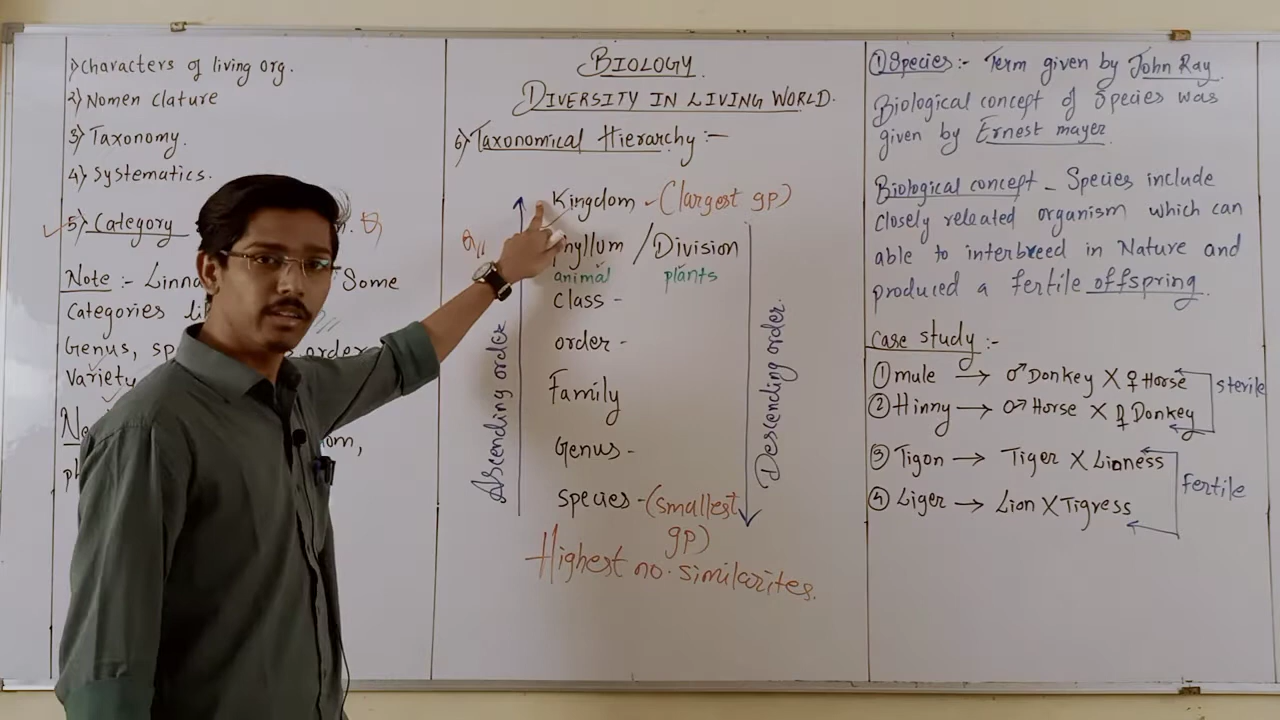 1) Characters of living org.
2) Nomen clature
3) Taxonomy.
4) Systematics.
5) Category
Note :- Some
Categories
Genus, order
Variety
BIOLOGY.
DIVERSITY IN LIVING WORLD.
6) Taxonomical Hierarchy :-
Kingdom - (largest gp)
phyllum / Division
animal plants
Class -
order -
Family
Genus -
species - (smallest
gp)
Highest no. similarites.
Ascending order
Descending order.
① Species :- Term given by John Ray
Biological concept of Species was
given by Ernest mayer
Biological concept - Species include
closely releated organism which can
able to interbreed in Nature and
produced a fertile offspring.
case study :-
① mule → ♂ Donkey X ♀ Horse
② Hinny → ♂ Horse X ♀ Donkey
sterile
③ Tigon → Tiger X Lioness
④ Liger → Lion X Tigress
fertile